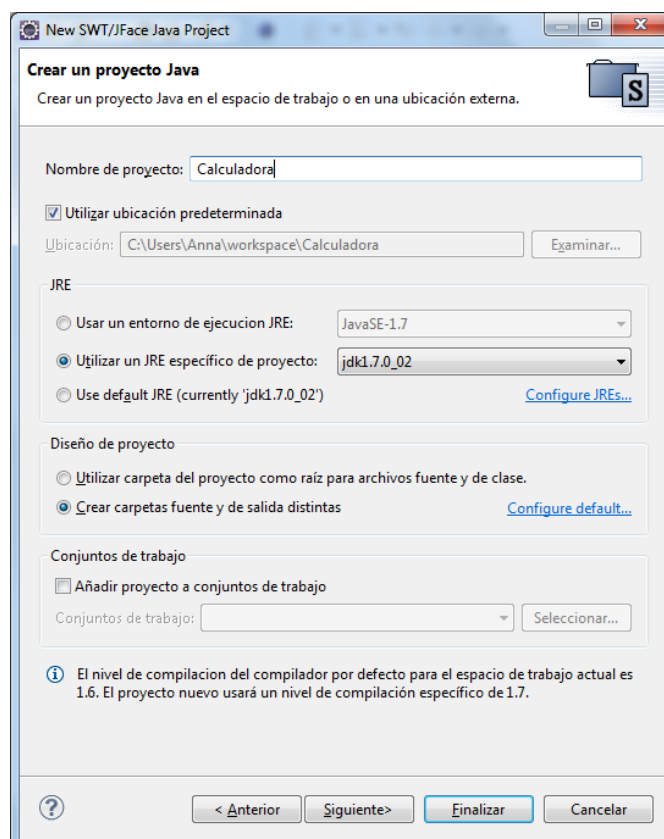 New SWT/JFace Java Project
Crear un proyecto Java
Crear un proyecto Java en el espacio de trabajo o en una ubicación externa.
S
Nombre de proyecto: Calculadora
Utilizar ubicación predeterminada
Ubicación: C:\Users\Anna\workspace\Calculadora Examinar...
JRE
Usar un entorno de ejecucion JRE: JavaSE-1.7
Utilizar un JRE específico de proyecto: jdk1.7.0_02
Use default JRE (currently 'jdk1.7.0_02') Configure JREs...
Diseño de proyecto
Utilizar carpeta del proyecto como raíz para archivos fuente y de clase.
Crear carpetas fuente y de salida distintas Configure default...
Conjuntos de trabajo
Añadir proyecto a conjuntos de trabajo
Conjuntos de trabajo: Seleccionar...
El nivel de compilacion del compilador por defecto para el espacio de trabajo actual es
1.6. El proyecto nuevo usará un nivel de compilación específico de 1.7.
? < Anterior Siguiente> Finalizar Cancelar